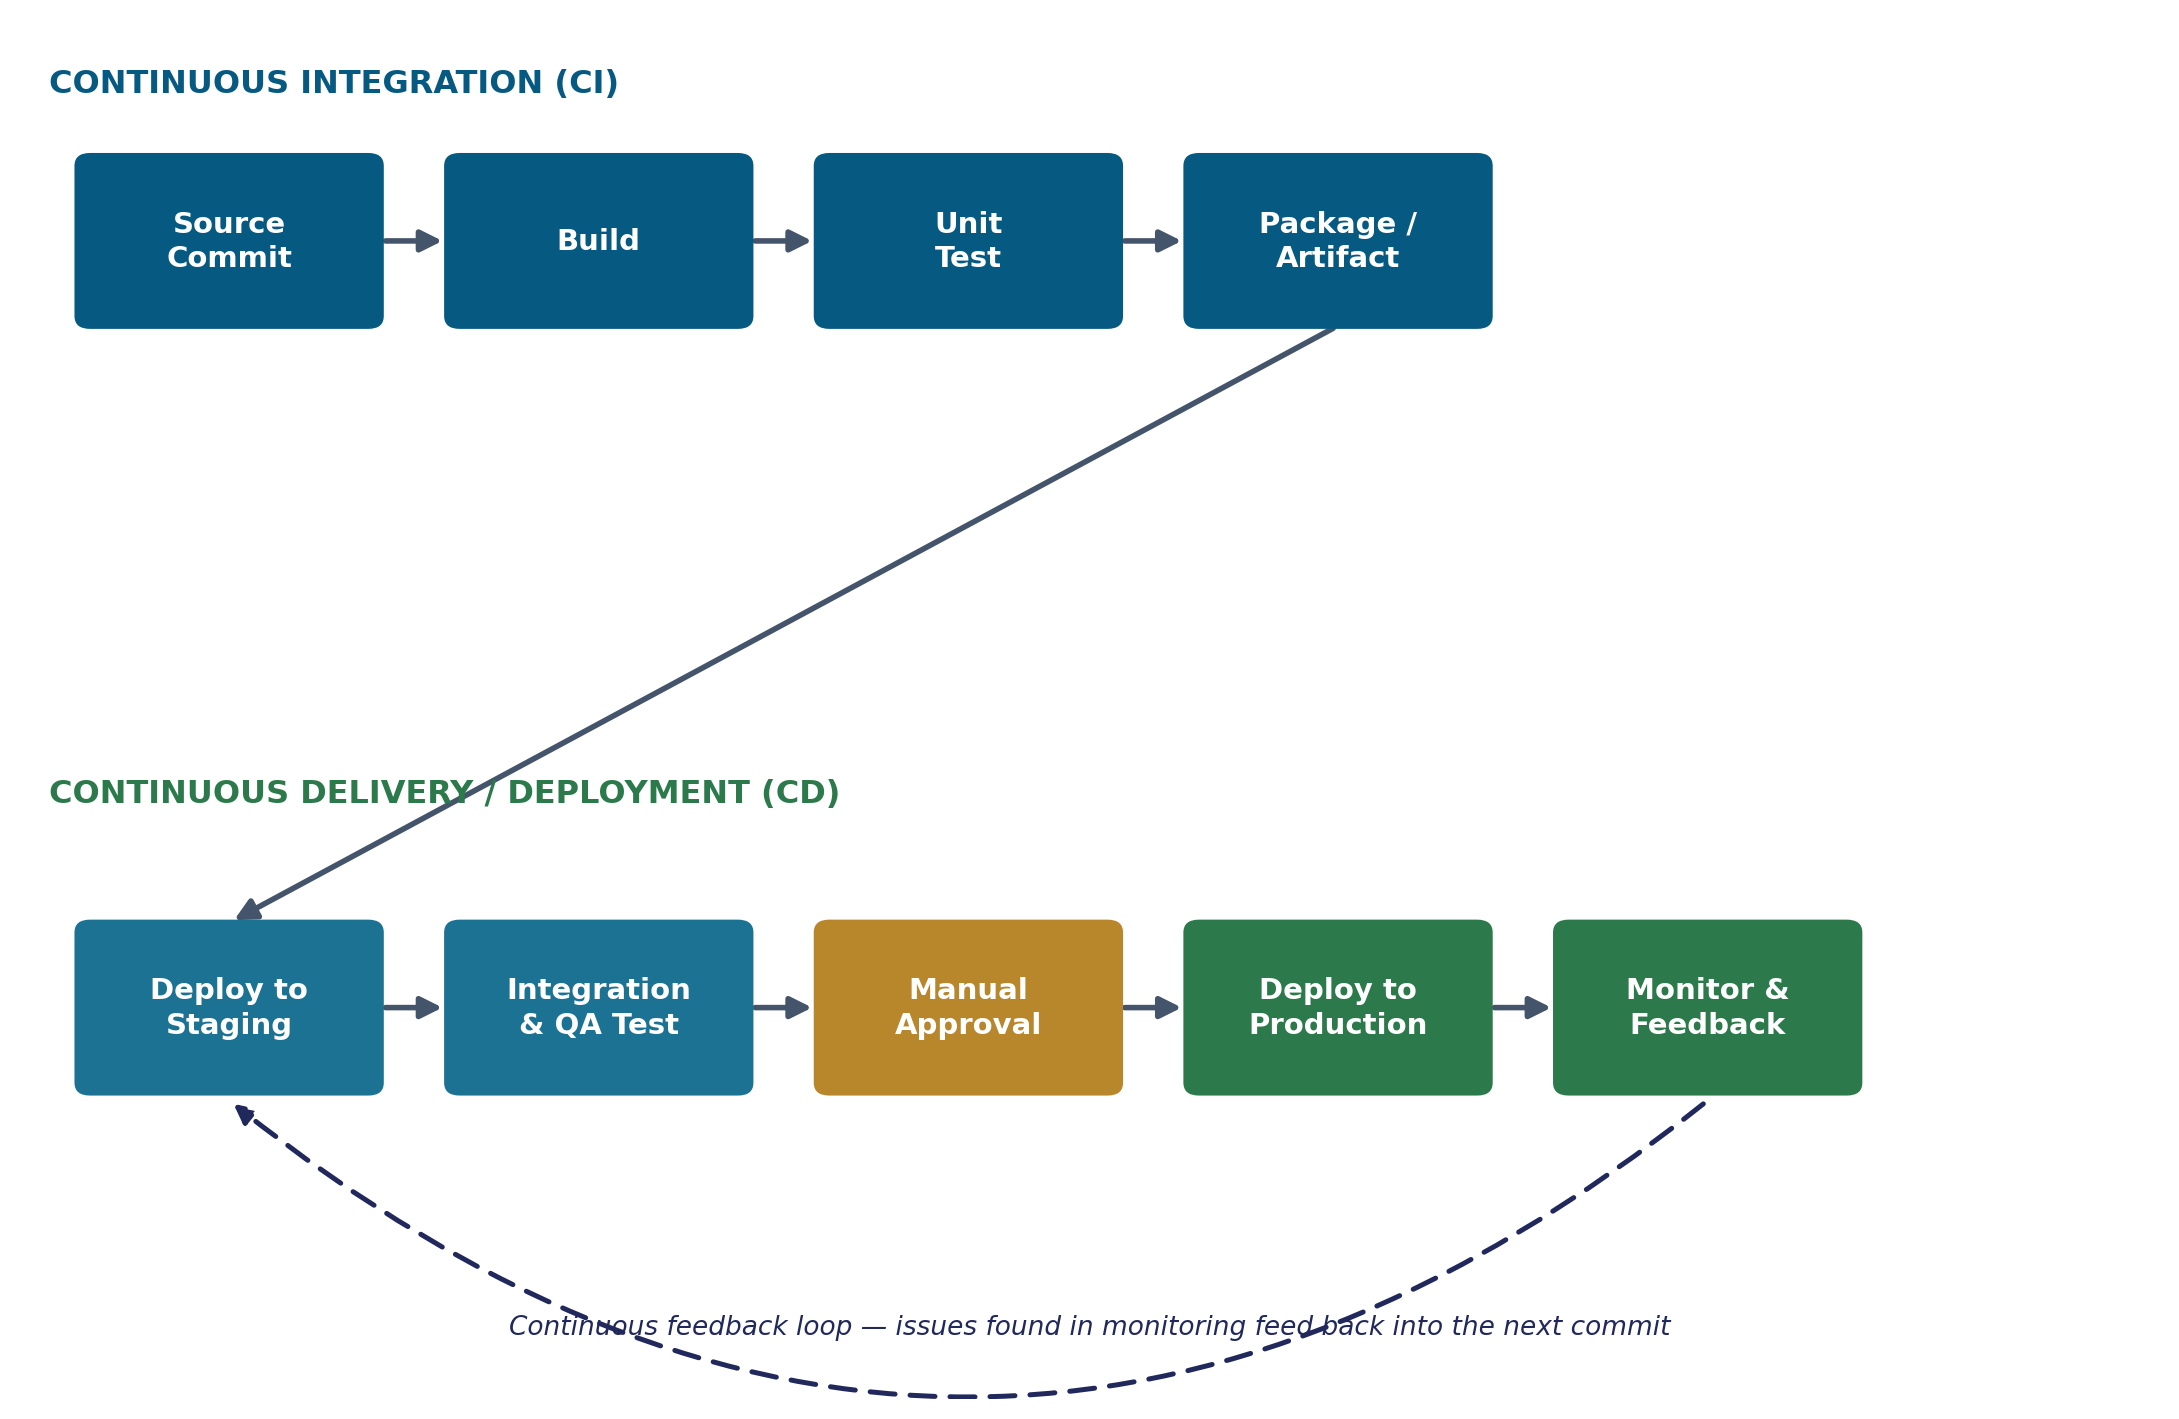 CONTINUOUS INTEGRATION (CI)
Source
Commit
Build
Unit
Test
Package /
Artifact
CONTINUOUS DELIVERY / DEPLOYMENT (CD)
Deploy to
Staging
Integration
& QA Test
Manual
Approval
Deploy to
Production
Monitor &
Feedback
Continuous feedback loop — issues found in monitoring feed back into the next commit